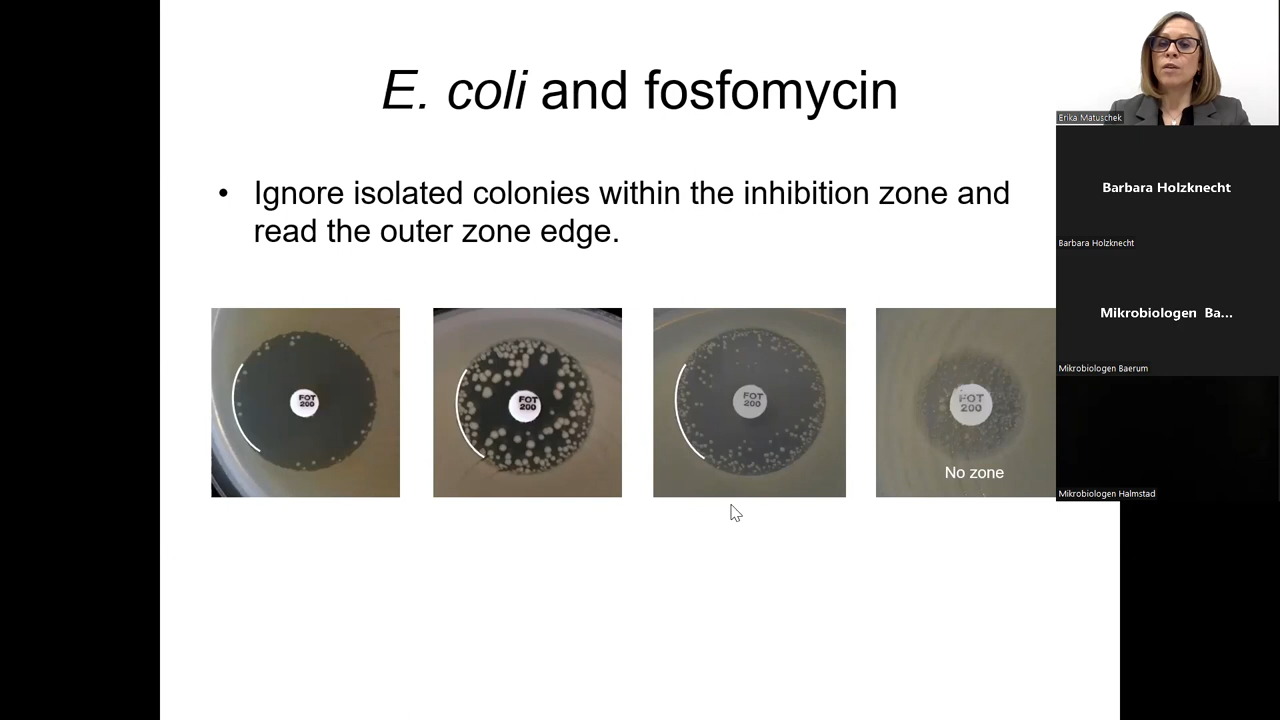 E. coli and fosfomycin
• Ignore isolated colonies within the inhibition zone and
read the outer zone edge.
FOT
200
FOT
200
FOT
200
FOT
200
No zone
Erika Matuschek
Barbara Holzknecht
Barbara Holzknecht
Mikrobiologen Ba...
Mikrobiologen Baerum
Mikrobiologen Halmstad